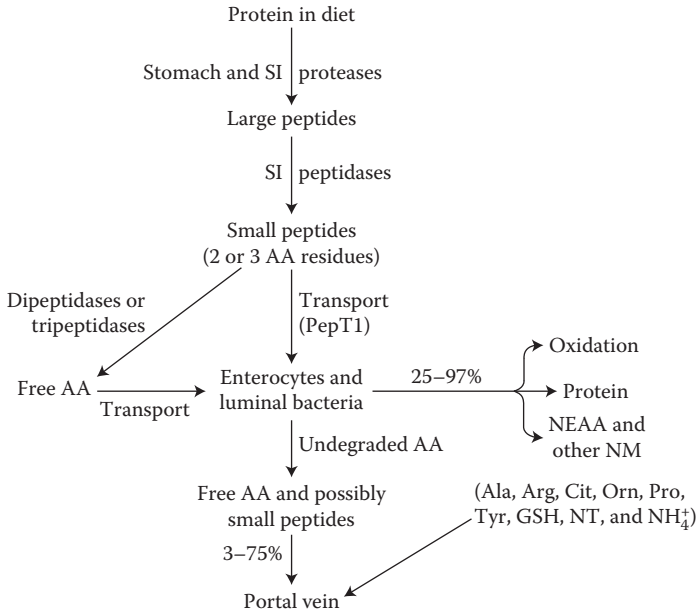 Protein in diet
Stomach and SI proteases
Large peptides
SI peptidases
Small peptides
(2 or 3 AA residues)
Dipeptidases or
tripeptidases
Transport
(PepT1)
Free AA
Transport
Enterocytes and
luminal bacteria
25–97%
Oxidation
Protein
NEAA and
other NM
Undegraded AA
Free AA and possibly
small peptides
(Ala, Arg, Cit, Orn, Pro,
Tyr, GSH, NT, and NH₄⁺)
3–75%
Portal vein